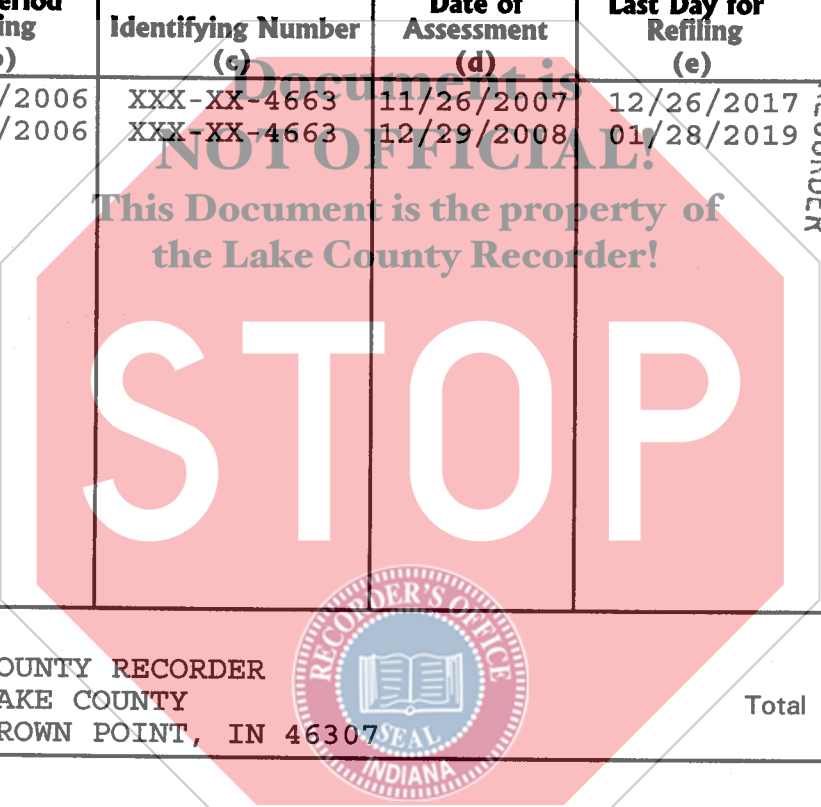 eriod
ing
)
Identifying Number
(c)
Date of
Assessment
(d)
Last Day for
Refiling
(e)
/2006 XXX-XX-4663 11/26/2007 12/26/2017
/2006 XXX-XX-4663 12/29/2008 01/28/2019
Document is
NOT OFFICIAL!
This Document is the property of
the Lake County Recorder!
STOP
OUNTY RECORDER
AKE COUNTY
ROWN POINT, IN 46307
Total
RECORDER'S OFFICE
SEAL
INDIANA